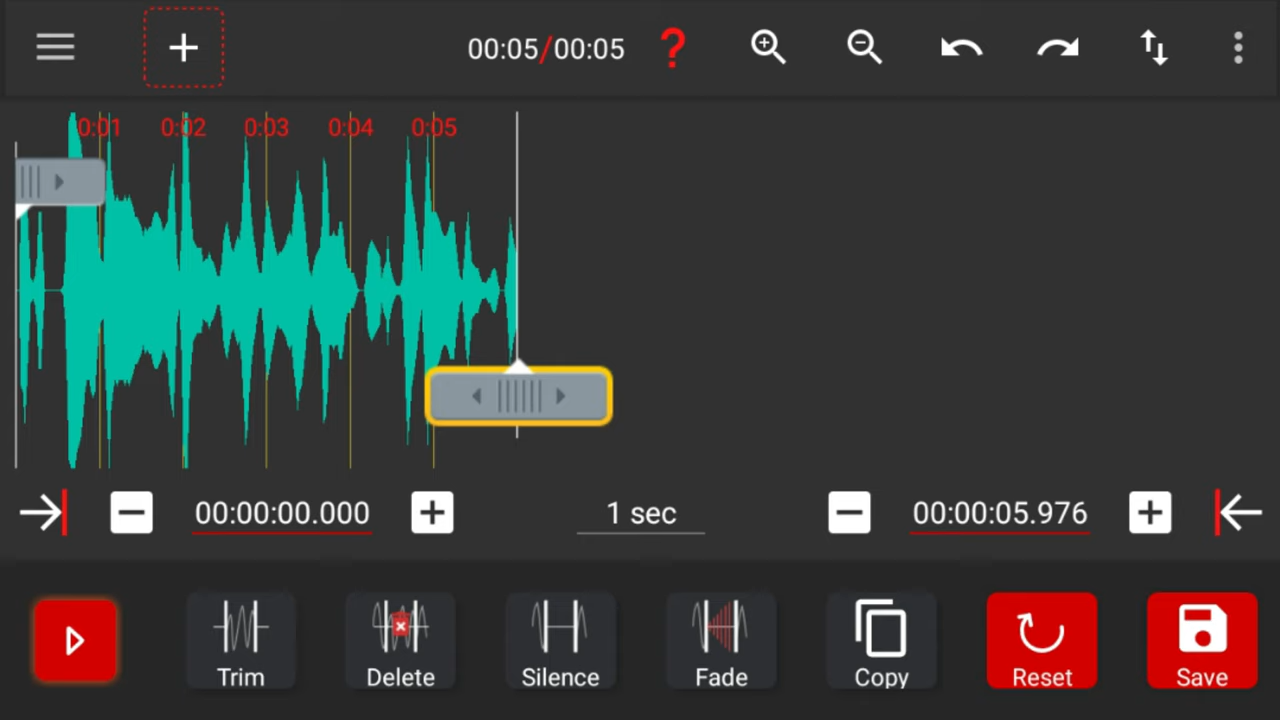 00:05/00:05 ?
0:01 0:02 0:03 0:04 0:05
00:00:00.000 1 sec 00:00:05.976
Trim Delete Silence Fade Copy Reset Save